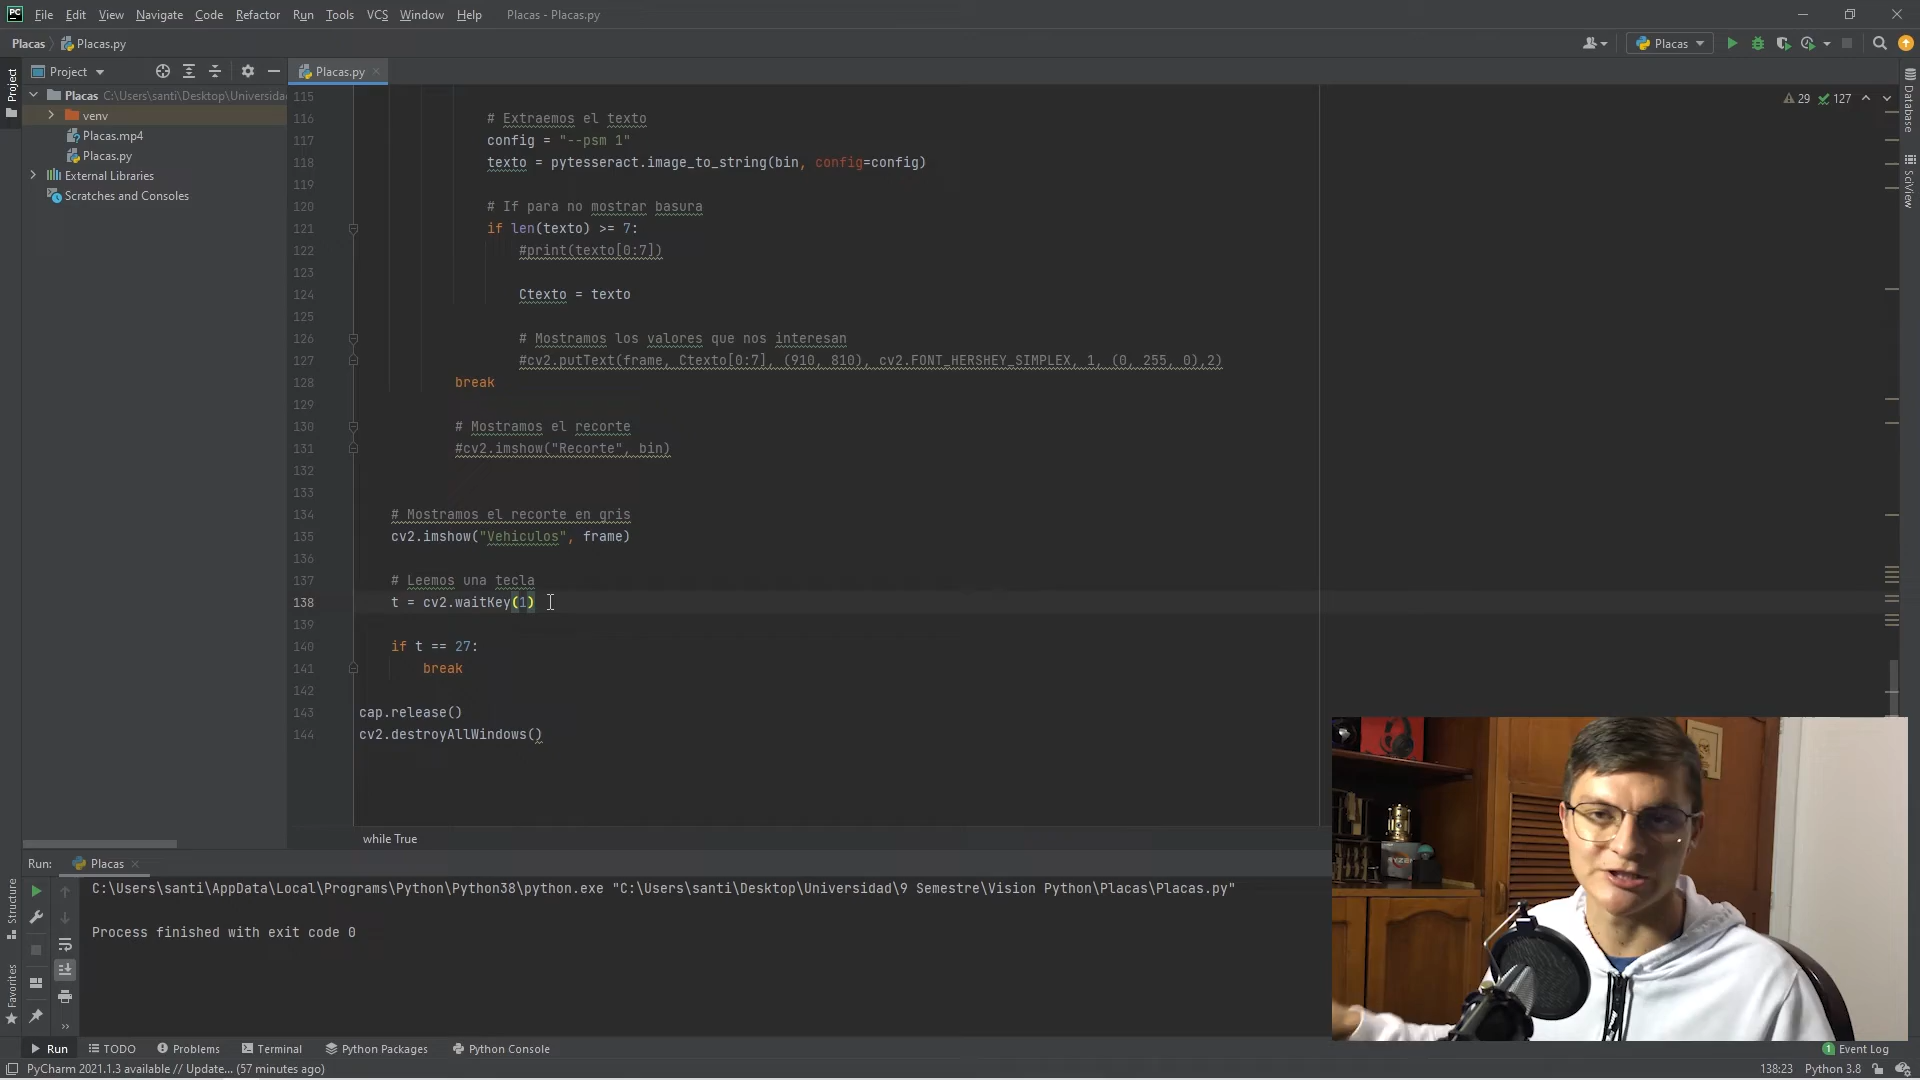 File Edit View Navigate Code Refactor Run Tools VCS Window Help Placas - Placas.py
Placas Placas.py
Placas
Project
Placas.py
Placas C:\Users\santi\Desktop\Universida
venv
Placas.mp4
Placas.py
External Libraries
Scratches and Consoles
29 127
115
116 # Extraemos el texto
117 config = "--psm 1"
118 texto = pytesseract.image_to_string(bin, config=config)
119
120 # If para no mostrar basura
121 if len(texto) >= 7:
122 #print(texto[0:7])
123
124 Ctexto = texto
125
126 # Mostramos los valores que nos interesan
127 #cv2.putText(frame, Ctexto[0:7], (910, 810), cv2.FONT_HERSHEY_SIMPLEX, 1, (0, 255, 0),2)
128 break
129
130 # Mostramos el recorte
131 #cv2.imshow("Recorte", bin)
132
133
134 # Mostramos el recorte en gris
135 cv2.imshow("Vehiculos", frame)
136
137 # Leemos una tecla
138 t = cv2.waitKey(1)
139
140 if t == 27:
141 break
142
143 cap.release()
144 cv2.destroyAllWindows()
while True
Project
Structure
Favorites
Database
SciView
Run: Placas
C:\Users\santi\AppData\Local\Programs\Python\Python38\python.exe "C:\Users\santi\Desktop\Universidad\9 Semestre\Vision Python\Placas\Placas.py"
Process finished with exit code 0
RYZEN
Run TODO Problems Terminal Python Packages Python Console 1 Event Log
PyCharm 2021.1.3 available // Update... (57 minutes ago) 138:23 Python 3.8